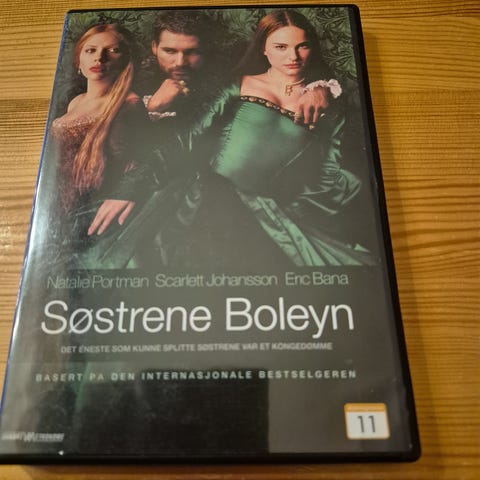 Natalie Portman Scarlett Johansson Eric Bana
Søstrene Boleyn
DET ENESTE SOM KUNNE SPLITTE SØSTRENE VAR ET KONGEDØMME
BASERT PÅ DEN INTERNASJONALE BESTSELGEREN
11